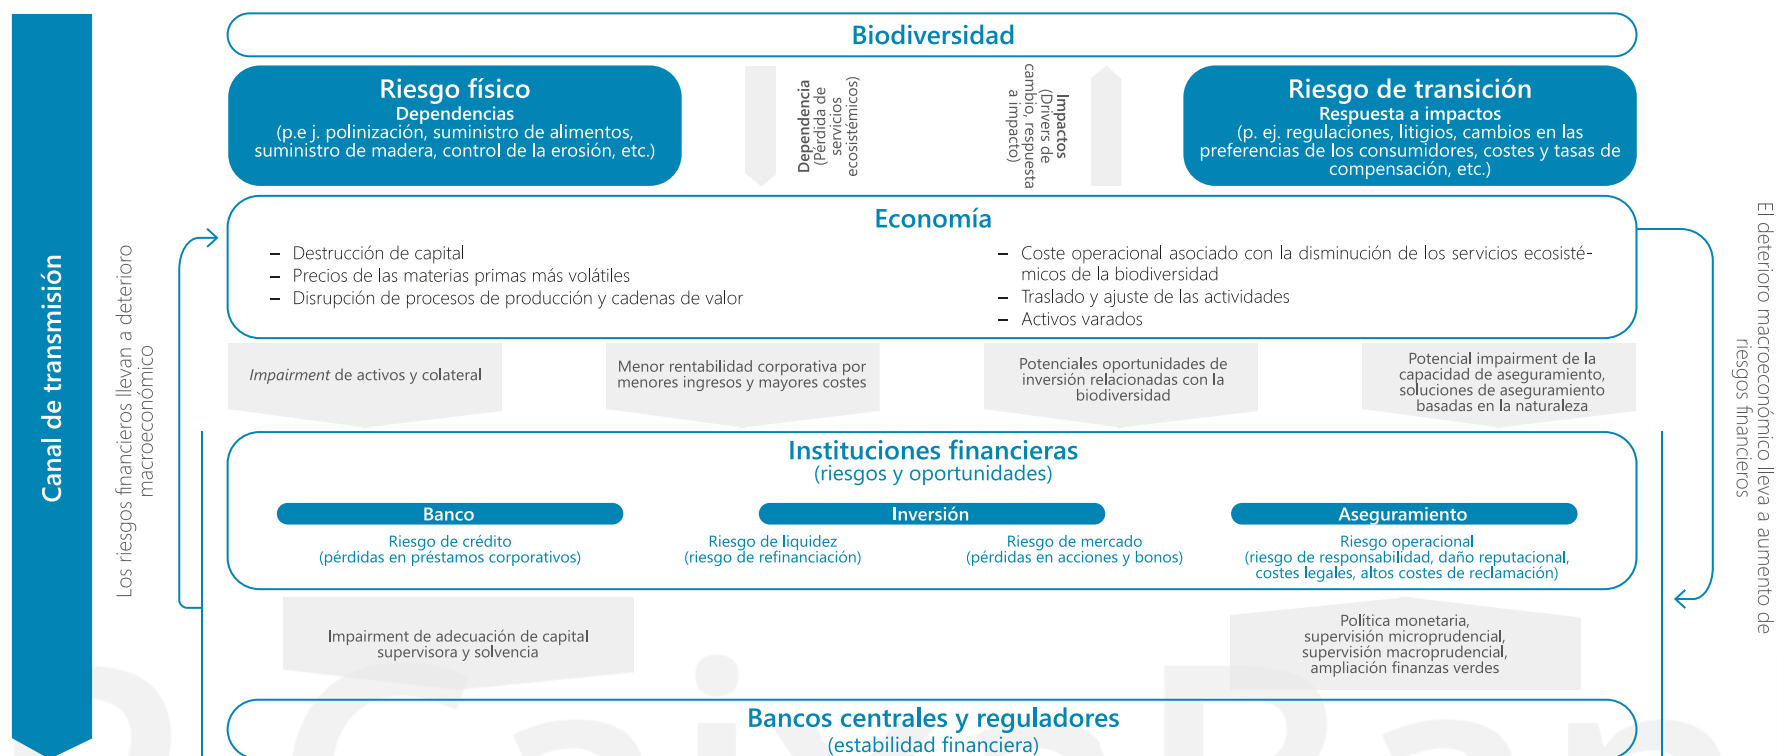 Canal de transmisión
Los riesgos financieros llevan a deterioro
macroeconómico
Biodiversidad
Riesgo físico
Dependencias
(p.e j. polinización, suministro de alimentos,
suministro de madera, control de la erosión, etc.)
Dependencia
(Pérdida de
servicios
ecosistémicos)
Impactos
(Drivers de
cambio, respuesta
a impacto)
Riesgo de transición
Respuesta a impactos
(p. ej. regulaciones, litigios, cambios en las
preferencias de los consumidores, costes y tasas de
compensación, etc.)
Economía
– Destrucción de capital
– Precios de las materias primas más volátiles
– Disrupción de procesos de producción y cadenas de valor
– Coste operacional asociado con la disminución de los servicios ecosisté-
micos de la biodiversidad
– Traslado y ajuste de las actividades
– Activos varados
Impairment de activos y colateral
Menor rentabilidad corporativa por
menores ingresos y mayores costes
Potenciales oportunidades de
inversión relacionadas con la
biodiversidad
Potencial impairment de la
capacidad de aseguramiento,
soluciones de aseguramiento
basadas en la naturaleza
Instituciones financieras
(riesgos y oportunidades)
Banco
Riesgo de crédito
(pérdidas en préstamos corporativos)
Inversión
Riesgo de liquidez
(riesgo de refinanciación)
Riesgo de mercado
(pérdidas en acciones y bonos)
Aseguramiento
Riesgo operacional
(riesgo de responsabilidad, daño reputacional,
costes legales, altos costes de reclamación)
Impairment de adecuación de capital
supervisora y solvencia
Política monetaria,
supervisión microprudencial,
supervisión macroprudencial,
ampliación finanzas verdes
Bancos centrales y reguladores
(estabilidad financiera)
El deterioro macroeconómico lleva a aumento de
riesgos financieros